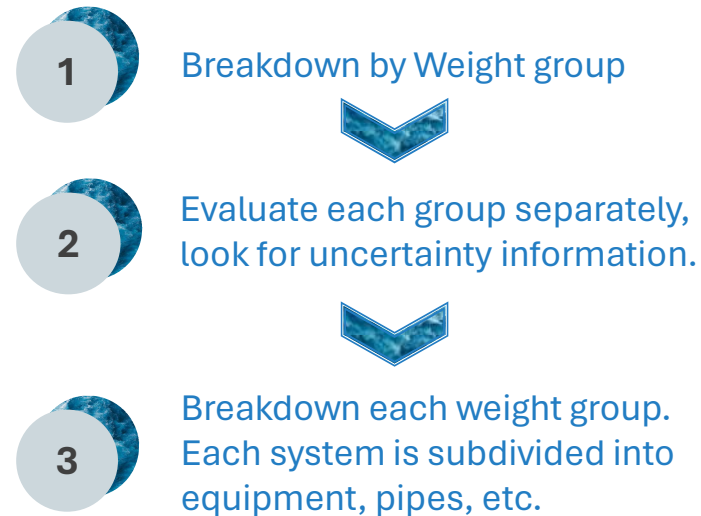 1
Breakdown by Weight group
2
Evaluate each group separately,
look for uncertainty information.
3
Breakdown each weight group.
Each system is subdivided into
equipment, pipes, etc.